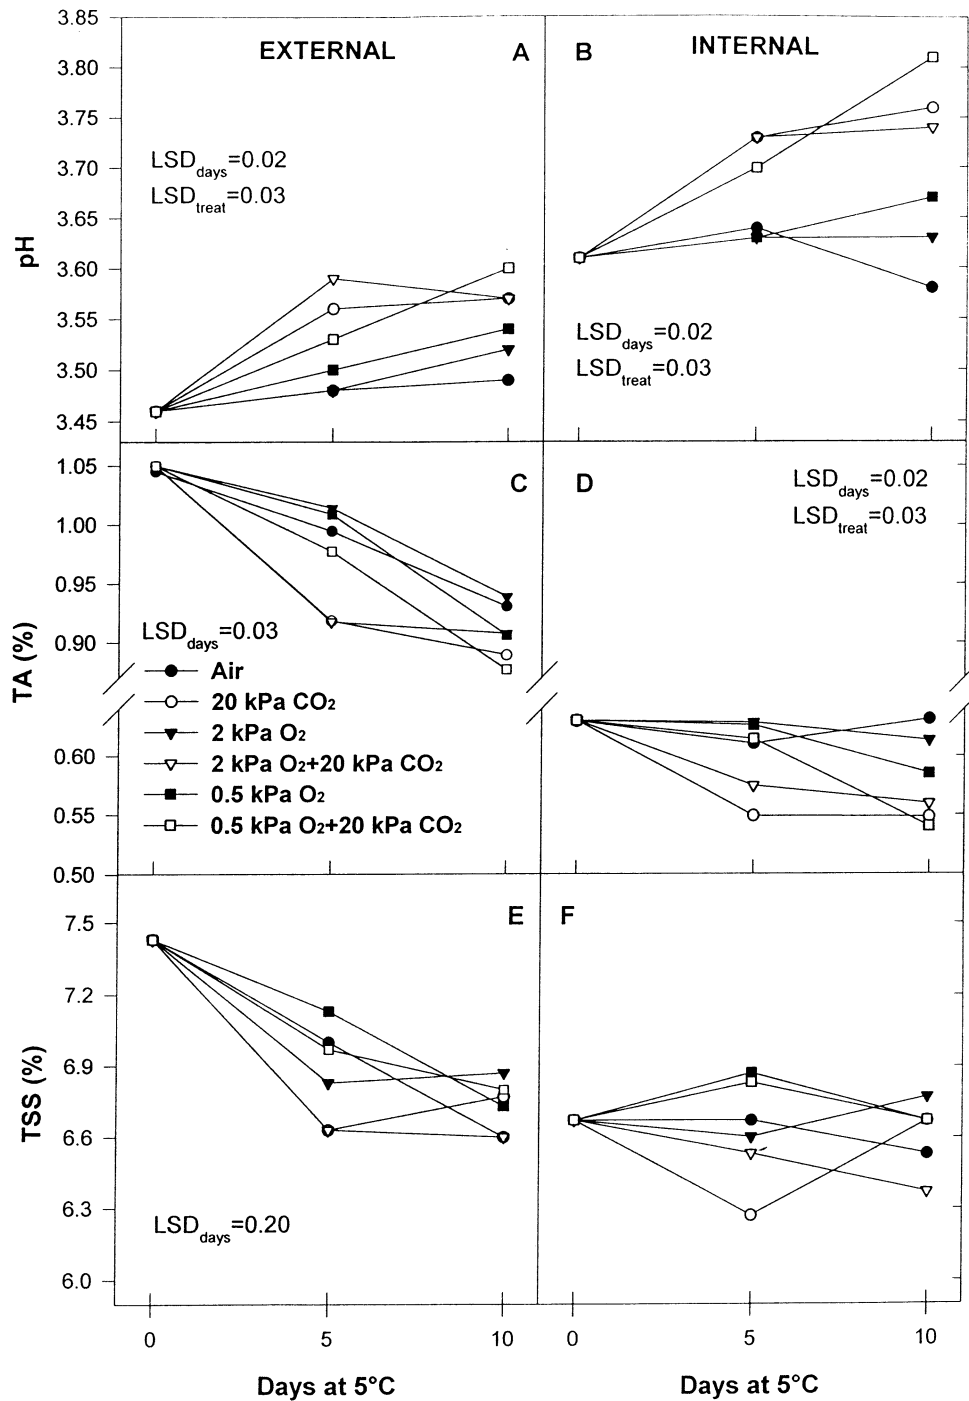 EXTERNAL
A
B
INTERNAL
3.85
3.80
3.75
3.70
3.65
3.60
3.55
3.50
3.45
pH
LSDdays=0.02
LSDtreat=0.03
LSDdays=0.02
LSDtreat=0.03
C
D
1.05
1.00
0.95
0.90
0.60
0.55
0.50
TA (%)
LSDdays=0.03
Air
20 kPa CO2
2 kPa O2
2 kPa O2+20 kPa CO2
0.5 kPa O2
0.5 kPa O2+20 kPa CO2
LSDdays=0.02
LSDtreat=0.03
E
F
7.5
7.2
6.9
6.6
6.3
6.0
TSS (%)
LSDdays=0.20
0 5 10 0 5 10
Days at 5°C
Days at 5°C